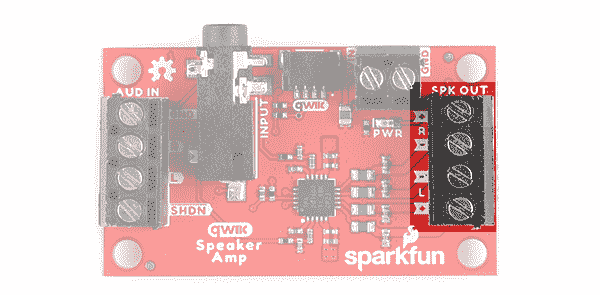 AUD IN
INPUT
qwiic
GND
SPK OUT
PWR
+
R
-
-
L
+
L
SHDN
qwiic
Speaker
Amp
sparkfun